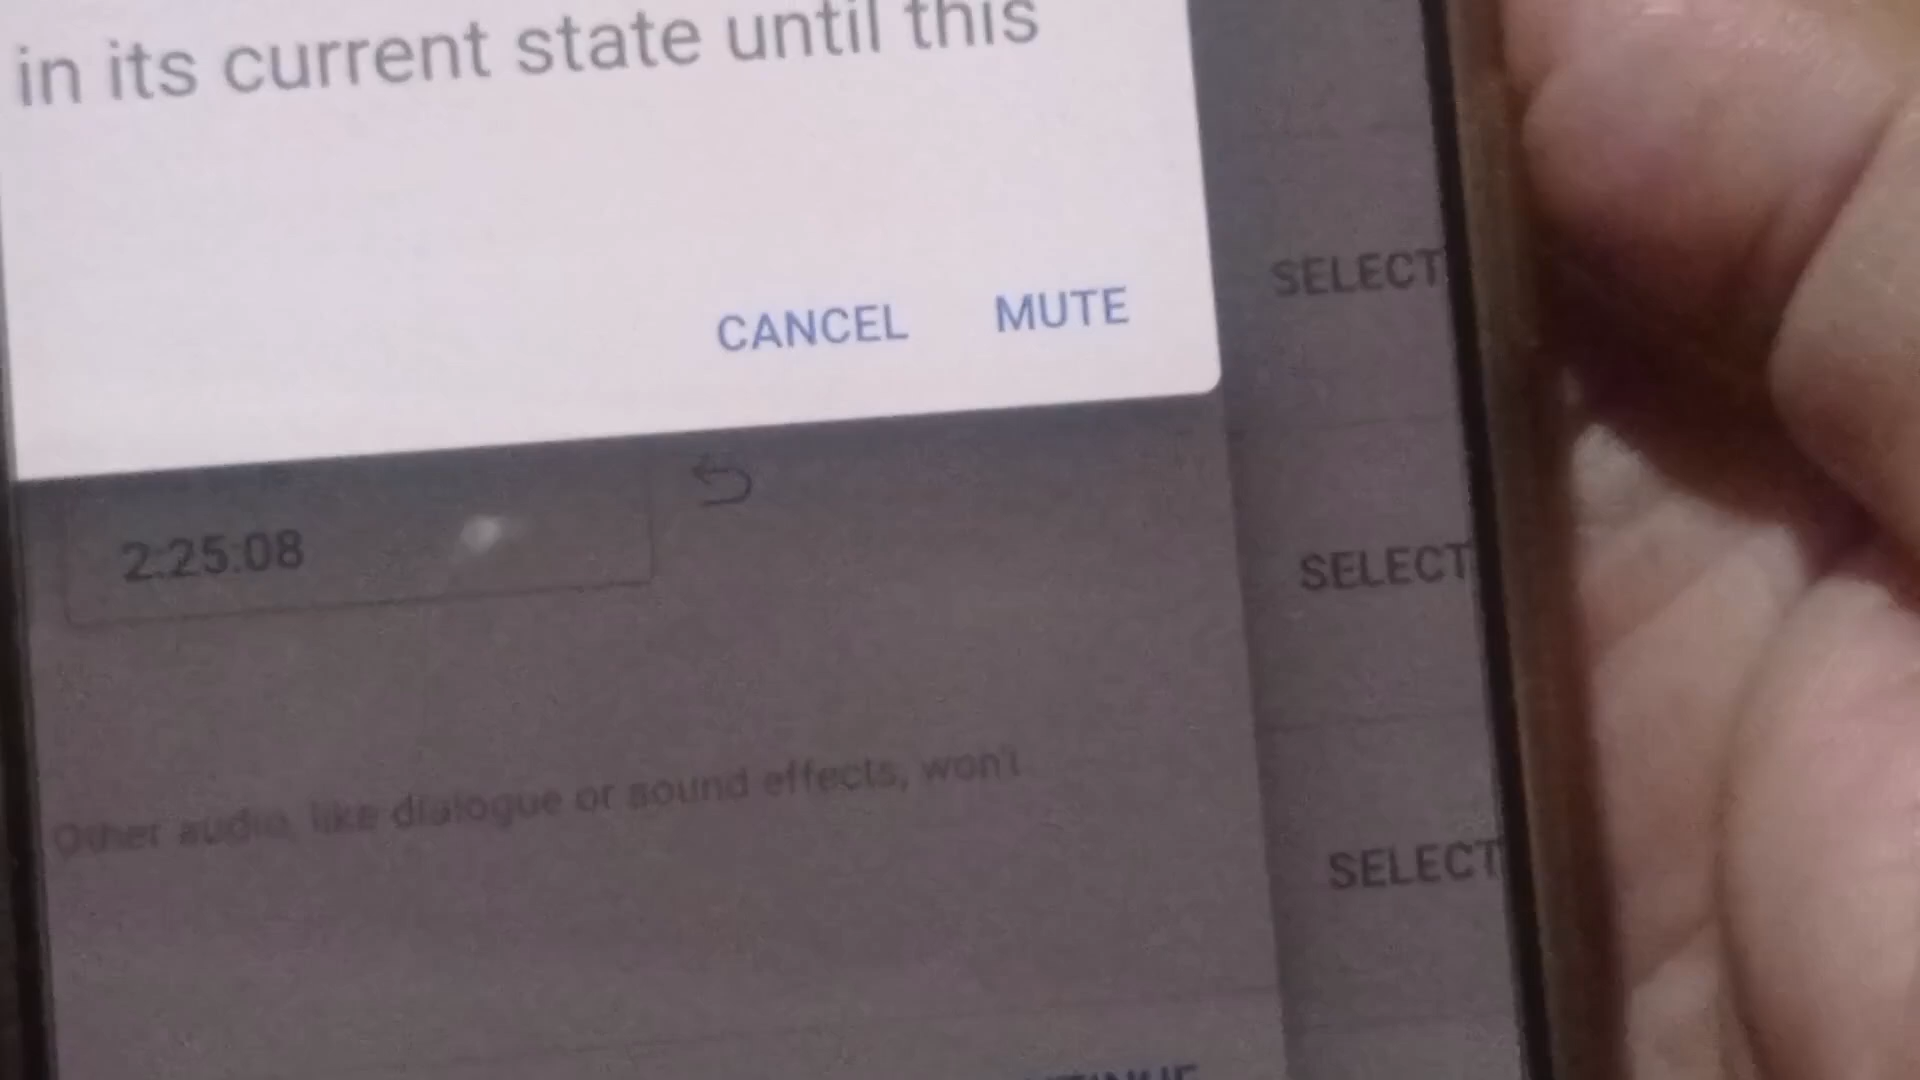 in its current state until this
CANCEL MUTE
SELECT
2:25:08
SELECT
Other audio, like dialogue or sound effects, won't
SELECT